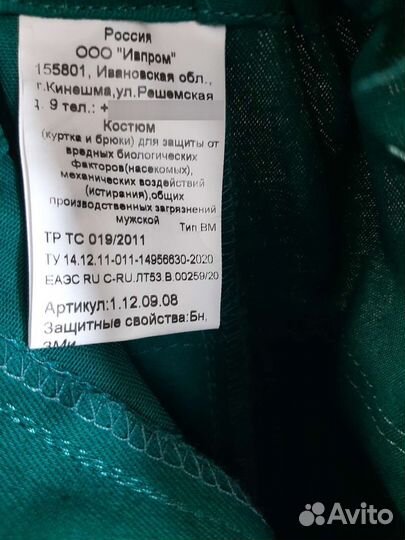 Россия
ООО "Ивпром"
155801, Ивановская обл.,
г.Кинешма,ул.Решемская
д. 9 тел.: +
Костюм
(куртка и брюки) для защиты от
вредных биологических
факторов(насекомых),
механических воздействий
(истирания),общих
производственных загрязнений
мужской
Тип ВМ
ТР ТС 019/2011
ТУ 14.12.11-011-14956630-2020
ЕАЭС RU C-RU.ЛТ53.В.00259/20
Артикул:1.12.09.08
Защитные свойства:Бн,
ЗМи
Avito